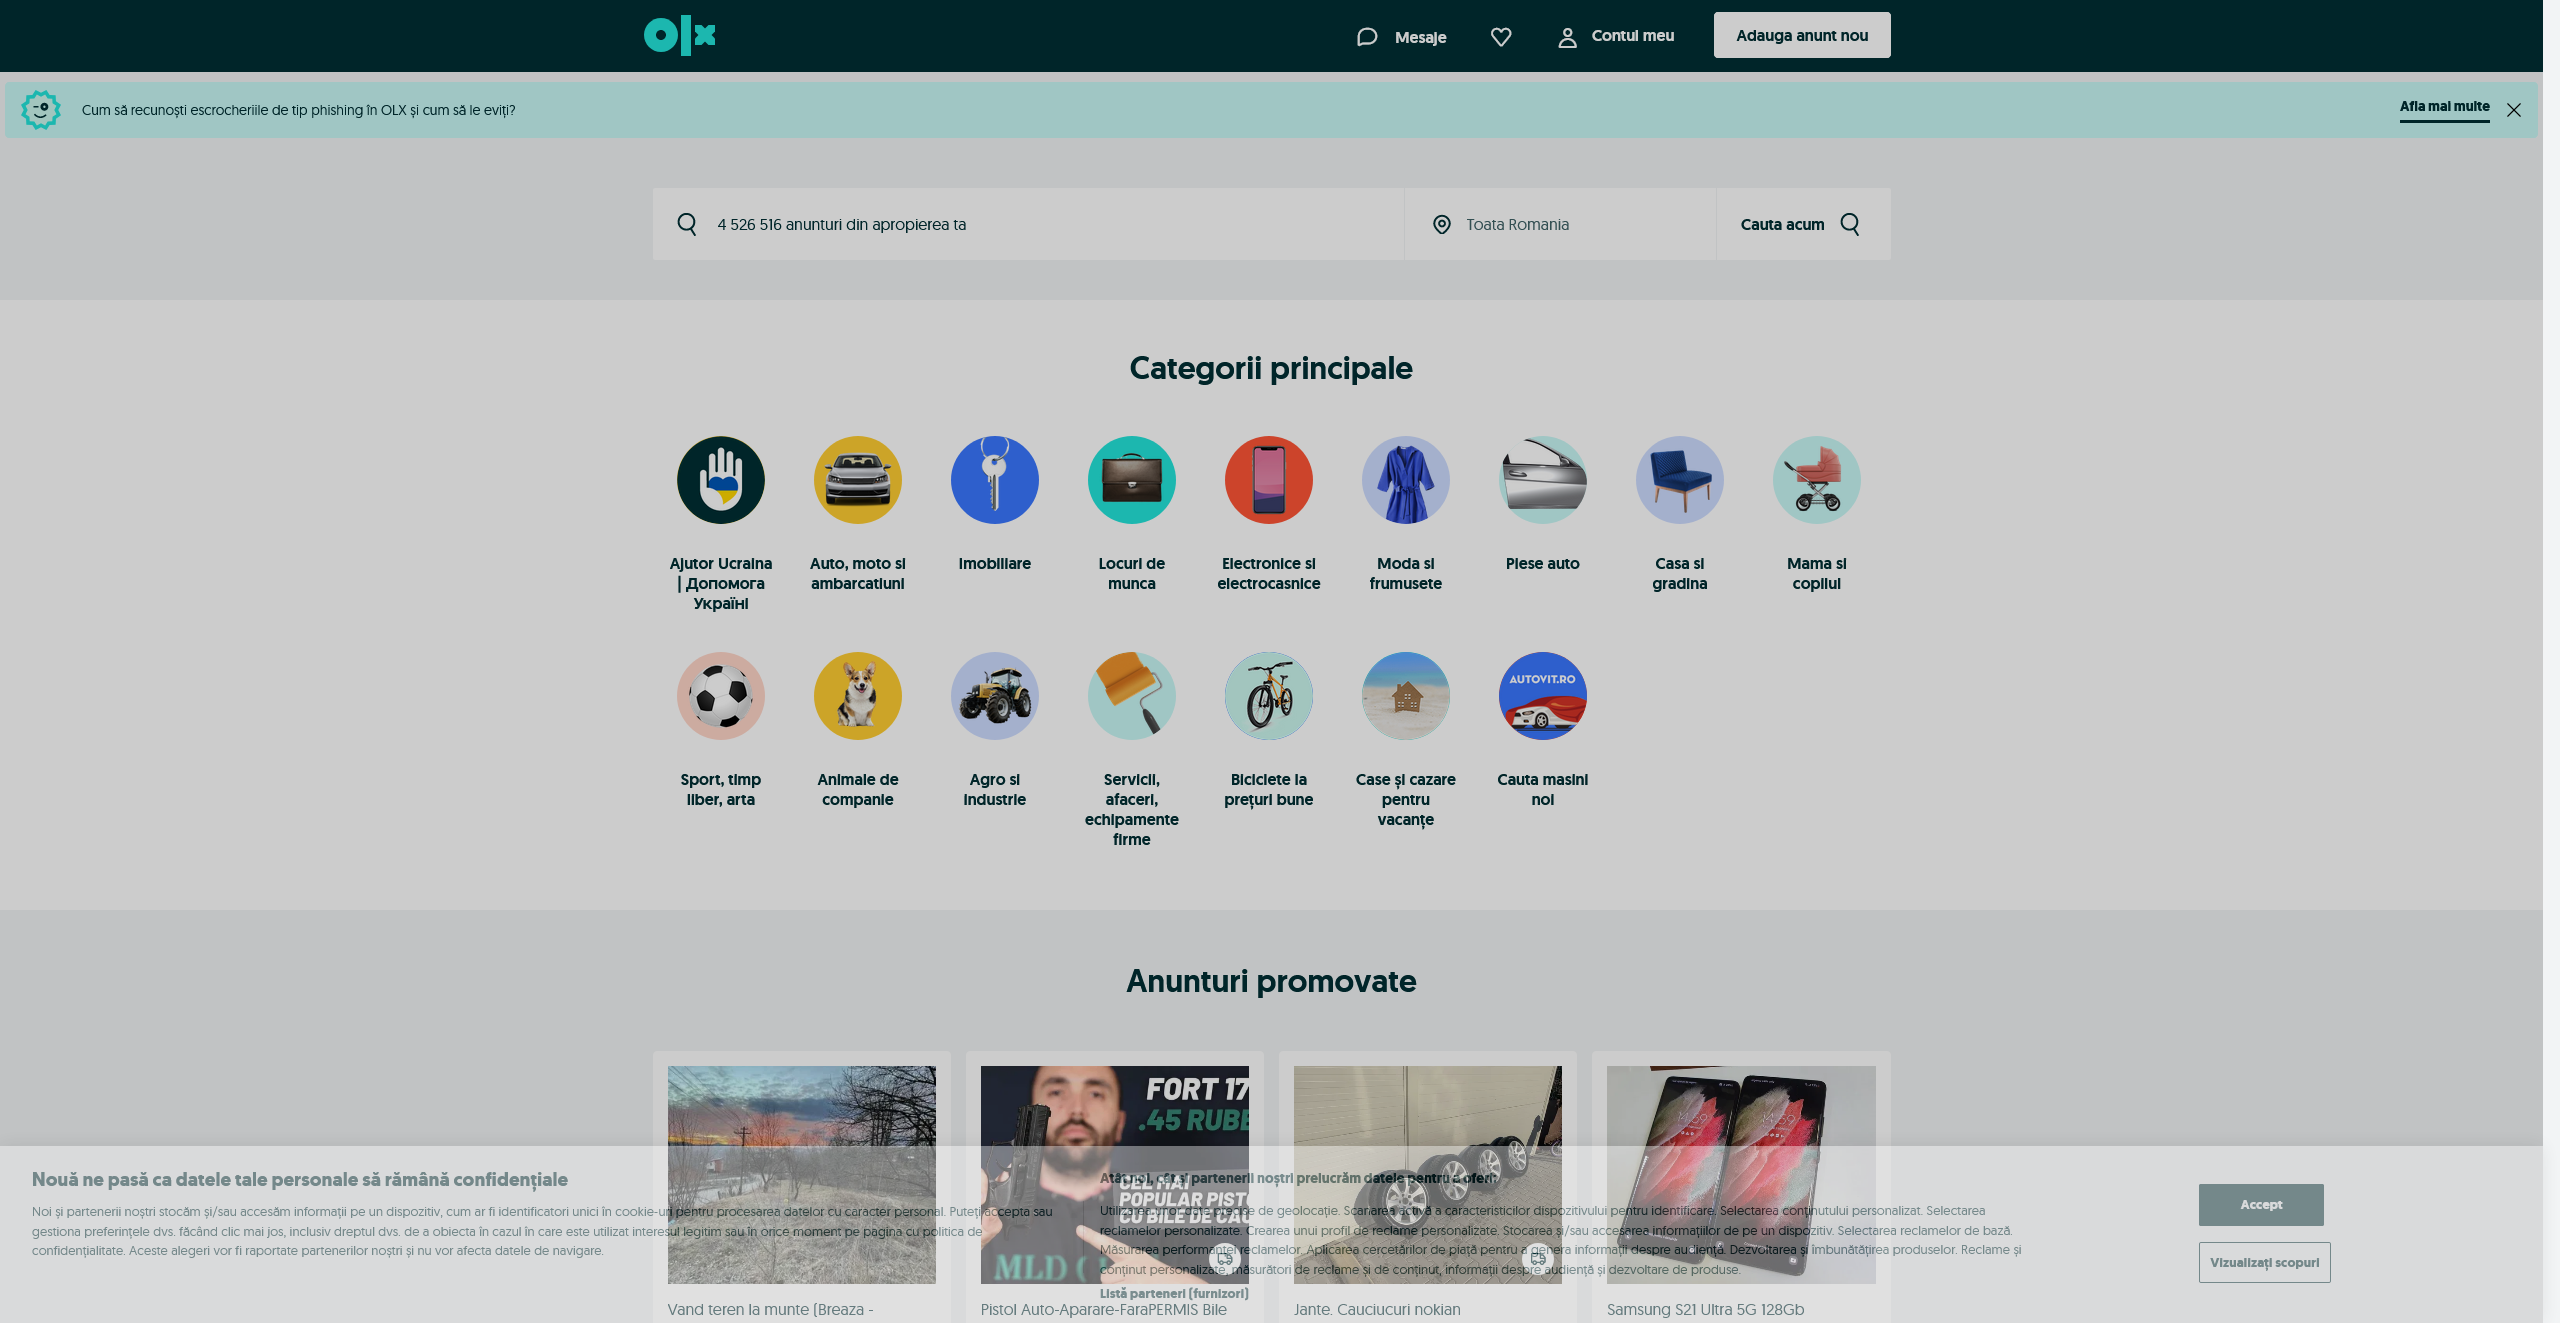 olx
Mesaje
Contul meu
Adauga anunt nou
Cum să recunoști escrocheriile de tip phishing în OLX și cum să le eviți?
Afla mai multe
4 526 516 anunturi din apropierea ta
Toata Romania
Cauta acum
Categorii principale
Ajutor Ucraina
| Допомога
Україні
Auto, moto si
ambarcatiuni
Imobiliare
Locuri de
munca
Electronice si
electrocasnice
Moda si
frumusete
Piese auto
Casa si
gradina
Mama si
copilul
AUTOVIT.RO
Sport, timp
liber, arta
Animale de
companie
Agro si
industrie
Servicii,
afaceri,
echipamente
firme
Biciclete la
prețuri bune
Case și cazare
pentru
vacanțe
Cauta masini
noi
Anunturi promovate
FORT 17
.45 RUBE
CEL MAI
POPULAR PISTO
CU BILE DE CAU
MLD
Nouă ne pasă ca datele tale personale să rămână confidențiale
Noi și partenerii noștri stocăm și/sau accesăm informații pe un dispozitiv, cum ar fi identificatori unici în cookie-uri pentru procesarea datelor cu caracter personal. Puteți accepta sau
gestiona preferințele dvs. făcând clic mai jos, inclusiv dreptul dvs. de a obiecta în cazul în care este utilizat interesul legitim sau în orice moment pe pagina cu politica de
confidențialitate. Aceste alegeri vor fi raportate partenerilor noștri și nu vor afecta datele de navigare.
Atât noi, cât și partenerii noștri prelucrăm datele pentru a oferi:
Utilizarea unor date precise de geolocație. Scanarea activă a caracteristicilor dispozitivului pentru identificare. Selectarea conținutului personalizat. Selectarea
reclamelor personalizate. Crearea unui profil de reclame personalizate. Stocarea și/sau accesarea informațiilor de pe un dispozitiv. Selectarea reclamelor de bază.
Măsurarea performanței reclamelor. Aplicarea cercetărilor de piață pentru a genera informații despre audiență. Dezvoltarea și îmbunătățirea produselor. Reclame și
conținut personalizate, măsurători de reclame și de conținut, informații despre audiență și dezvoltare de produse.
Listă parteneri (furnizori)
Accept
Vizualizați scopuri
Vand teren la munte (Breaza -
Pistol Auto-Aparare-FaraPERMIS Bile
Jante. Cauciucuri nokian
Samsung S21 Ultra 5G 128Gb